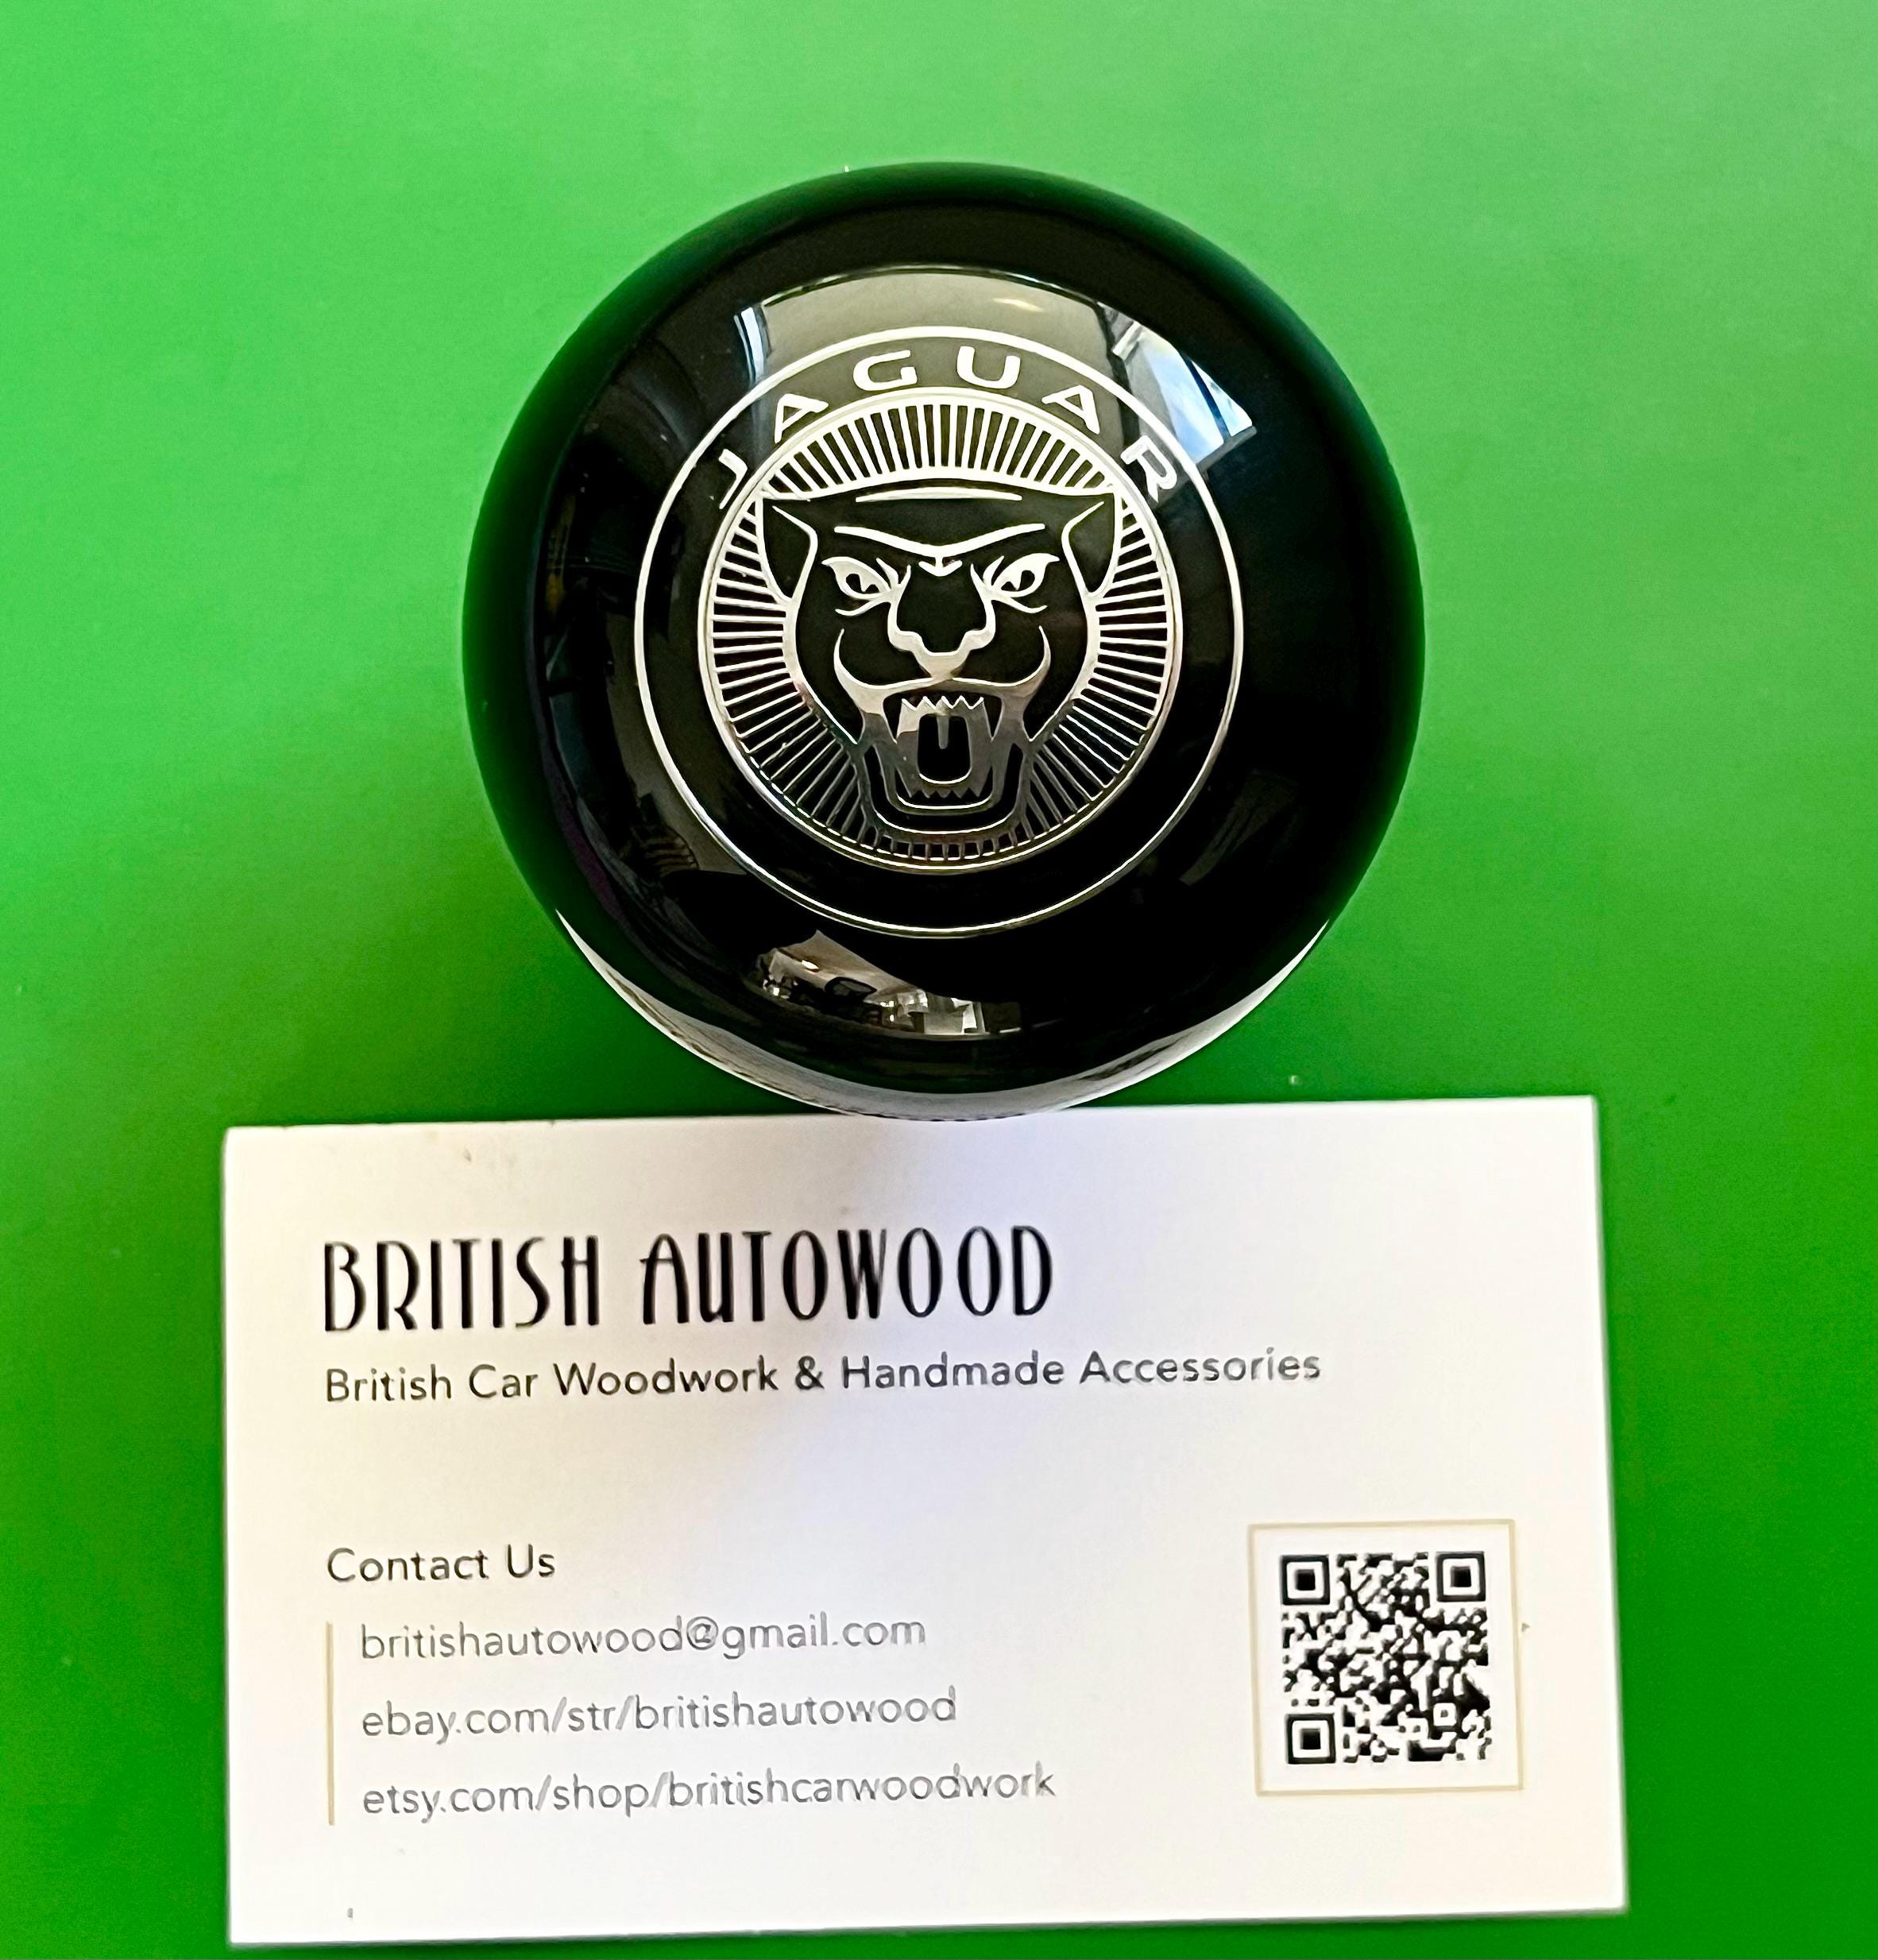 JAGUAR
BRITISH AUTOWOOD
British Car Woodwork & Handmade Accessories
Contact Us
britishautowood@gmail.com
ebay.com/str/britishautowood
etsy.com/shop/britishcarwoodwork